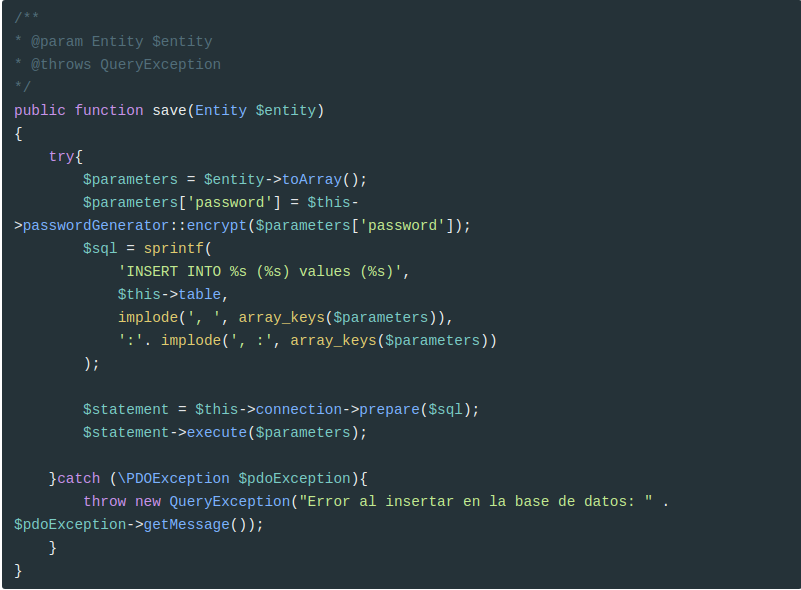 /**
* @param Entity $entity
* @throws QueryException
*/
public function save(Entity $entity)
{
    try{
        $parameters = $entity->toArray();
        $parameters['password'] = $this-
>passwordGenerator::encrypt($parameters['password']);
        $sql = sprintf(
            'INSERT INTO %s (%s) values (%s)',
            $this->table,
            implode(', ', array_keys($parameters)),
            ':'. implode(', :', array_keys($parameters))
        );

        $statement = $this->connection->prepare($sql);
        $statement->execute($parameters);

    }catch (\PDOException $pdoException){
        throw new QueryException("Error al insertar en la base de datos: " .
$pdoException->getMessage());
    }
}